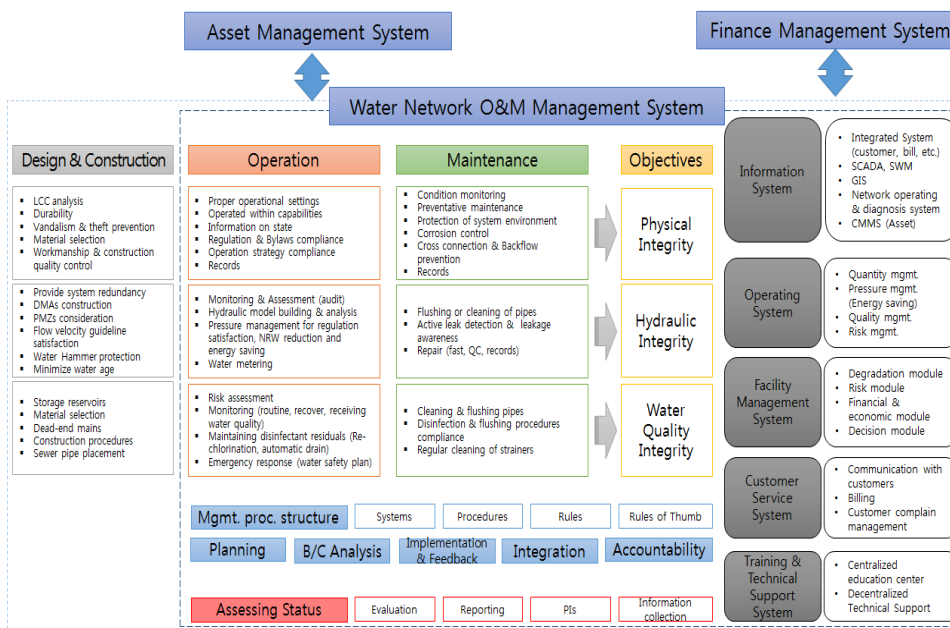 Asset Management System
Finance Management System
Water Network O&M Management System
Design & Construction
▪ LCC analysis
▪ Durability
▪ Vandalism & theft prevention
▪ Material selection
▪ Workmanship & construction
quality control
▪ Provide system redundancy
▪ DMAs construction
▪ PMZs consideration
▪ Flow velocity guideline
satisfaction
▪ Water Hammer protection
▪ Minimize water age
▪ Storage reservoirs
▪ Material selection
▪ Dead-end mains
▪ Construction procedures
▪ Sewer pipe placement
Operation
▪ Proper operational settings
▪ Operated within capabilities
▪ Information on state
▪ Regulation & Bylaws compliance
▪ Operation strategy compliance
▪ Records
▪ Monitoring & Assessment (audit)
▪ Hydraulic model building & analysis
▪ Pressure management for regulation
satisfaction, NRW reduction and
energy saving
▪ Water metering
▪ Risk assessment
▪ Monitoring (routine, recover, receiving
water quality)
▪ Maintaining disinfectant residuals (Re-
chlorination, automatic drain)
▪ Emergency response (water safety plan)
Maintenance
▪ Condition monitoring
▪ Preventative maintenance
▪ Protection of system environment
▪ Corrosion control
▪ Cross connection & Backflow
prevention
▪ Records
▪ Flushing or cleaning of pipes
▪ Active leak detection & leakage
awareness
▪ Repair (fast, QC, records)
▪ Cleaning & flushing pipes
▪ Disinfection & flushing procedures
compliance
▪ Regular cleaning of strainers
Objectives
Physical
Integrity
Hydraulic
Integrity
Water
Quality
Integrity
Mgmt. proc. structure
Systems
Procedures
Rules
Rules of Thumb
Planning
B/C Analysis
Implementation
& Feedback
Integration
Accountability
Assessing Status
Evaluation
Reporting
PIs
Information
collection
Information
System
• Integrated System
(customer, bill, etc.)
• SCADA, SWM
• GIS
• Network operating
& diagnosis system
• CMMS (Asset)
Operating
System
• Quantity mgmt.
• Pressure mgmt.
(Energy saving)
• Quality mgmt.
• Risk mgmt.
Facility
Management
System
• Degradation module
• Risk module
• Financial &
economic module
• Decision module
Customer
Service
System
• Communication with
customers
• Billing
• Customer complain
management
Training &
Technical
Support
System
• Centralized
education center
• Decentralized
Technical Support